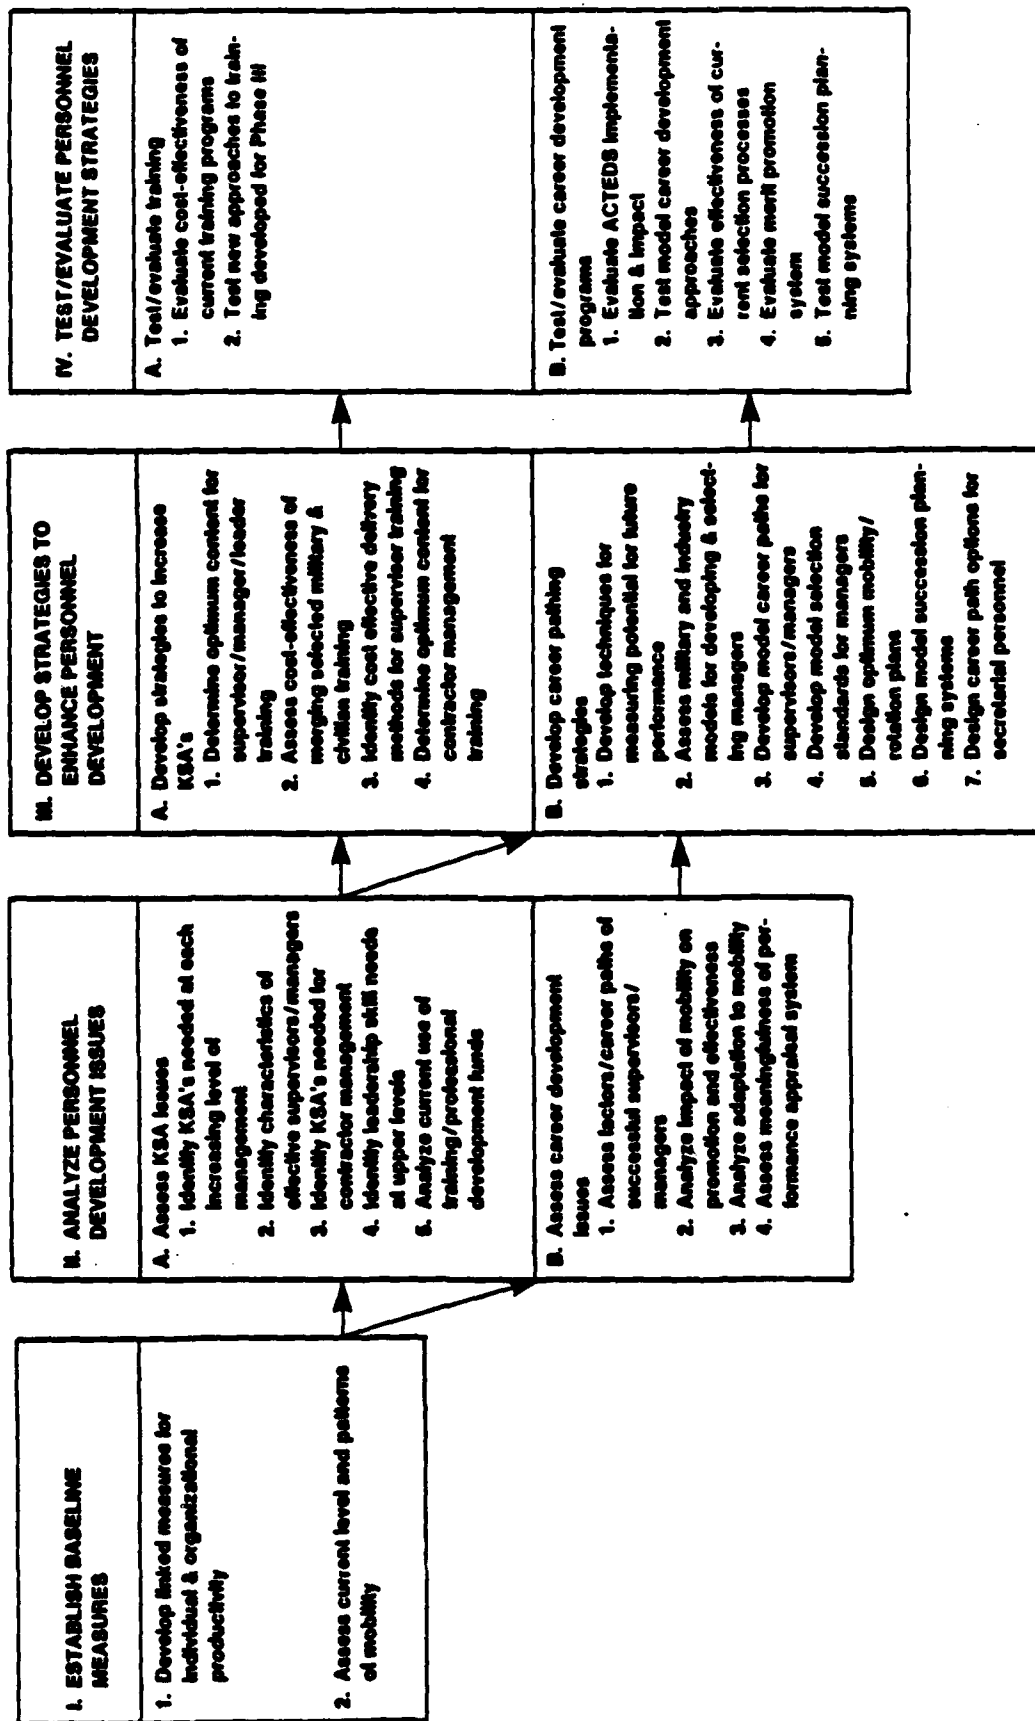 I. ESTABLISH BASELINE
MEASURES
1. Develop linked measures for
individual & organizational
productivity
2. Assess current level and patterns
of mobility
II. ANALYZE PERSONNEL
DEVELOPMENT ISSUES
A. Assess KSA issues
1. Identify KSA's needed at each
increasing level of
management
2. Identify characteristics of
effective supervisors/managers
3. Identify KSA's needed for
contractor management
4. Identify leadership skill needs
at upper levels
5. Analyze current use of
training/professional
development funds
B. Assess career development
issues
1. Assess factors/career paths of
successful supervisors/
managers
2. Analyze impact of mobility on
promotion and effectiveness
3. Analyze adaptation to mobility
4. Assess meaningfulness of per-
formance appraisal system
III. DEVELOP STRATEGIES TO
ENHANCE PERSONNEL
DEVELOPMENT
A. Develop strategies to increase
KSA's
1. Determine optimum content for
supervisor/manager/leader
training
2. Assess cost-effectiveness of
merging selected military &
civilian training
3. Identify cost effective delivery
methods for supervisor training
4. Determine optimum content for
contractor management
training
B. Develop career pathing
strategies
1. Develop techniques for
measuring potential for future
performance
2. Assess military and industry
models for developing & select-
ing managers
3. Develop model career paths for
supervisors/managers
4. Develop model selection
standards for managers
5. Design optimum mobility/
rotation plans
6. Design model succession plan-
ning systems
7. Design career path options for
secretarial personnel
IV. TEST/EVALUATE PERSONNEL
DEVELOPMENT STRATEGIES
A. Test/evaluate training
1. Evaluate cost-effectiveness of
current training programs
2. Test new approaches to train-
ing developed for Phase III
B. Test/evaluate career development
programs
1. Evaluate ACTEDS implementa-
tion & impact
2. Test model career development
approaches
3. Evaluate effectiveness of cur-
rent selection processes
4. Evaluate merit promotion
system
5. Test model succession plan-
ning systems